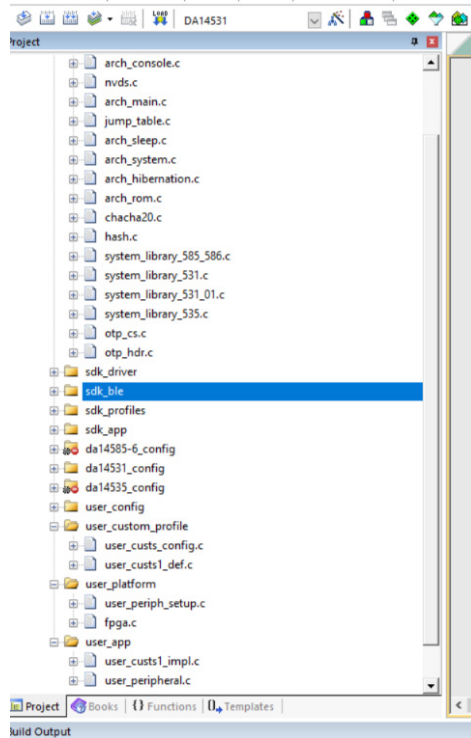 LOAD
DA14531
Project
arch_console.c
nvds.c
arch_main.c
jump_table.c
arch_sleep.c
arch_system.c
arch_hibernation.c
arch_rom.c
chacha20.c
hash.c
system_library_585_586.c
system_library_531.c
system_library_531_01.c
system_library_535.c
otp_cs.c
otp_hdr.c
sdk_driver
sdk_ble
sdk_profiles
sdk_app
da14585-6_config
da14531_config
da14535_config
user_config
user_custom_profile
user_custs_config.c
user_custs1_def.c
user_platform
user_periph_setup.c
fpga.c
user_app
user_custs1_impl.c
user_peripheral.c
Project Books {} Functions 0 Templates
Build Output